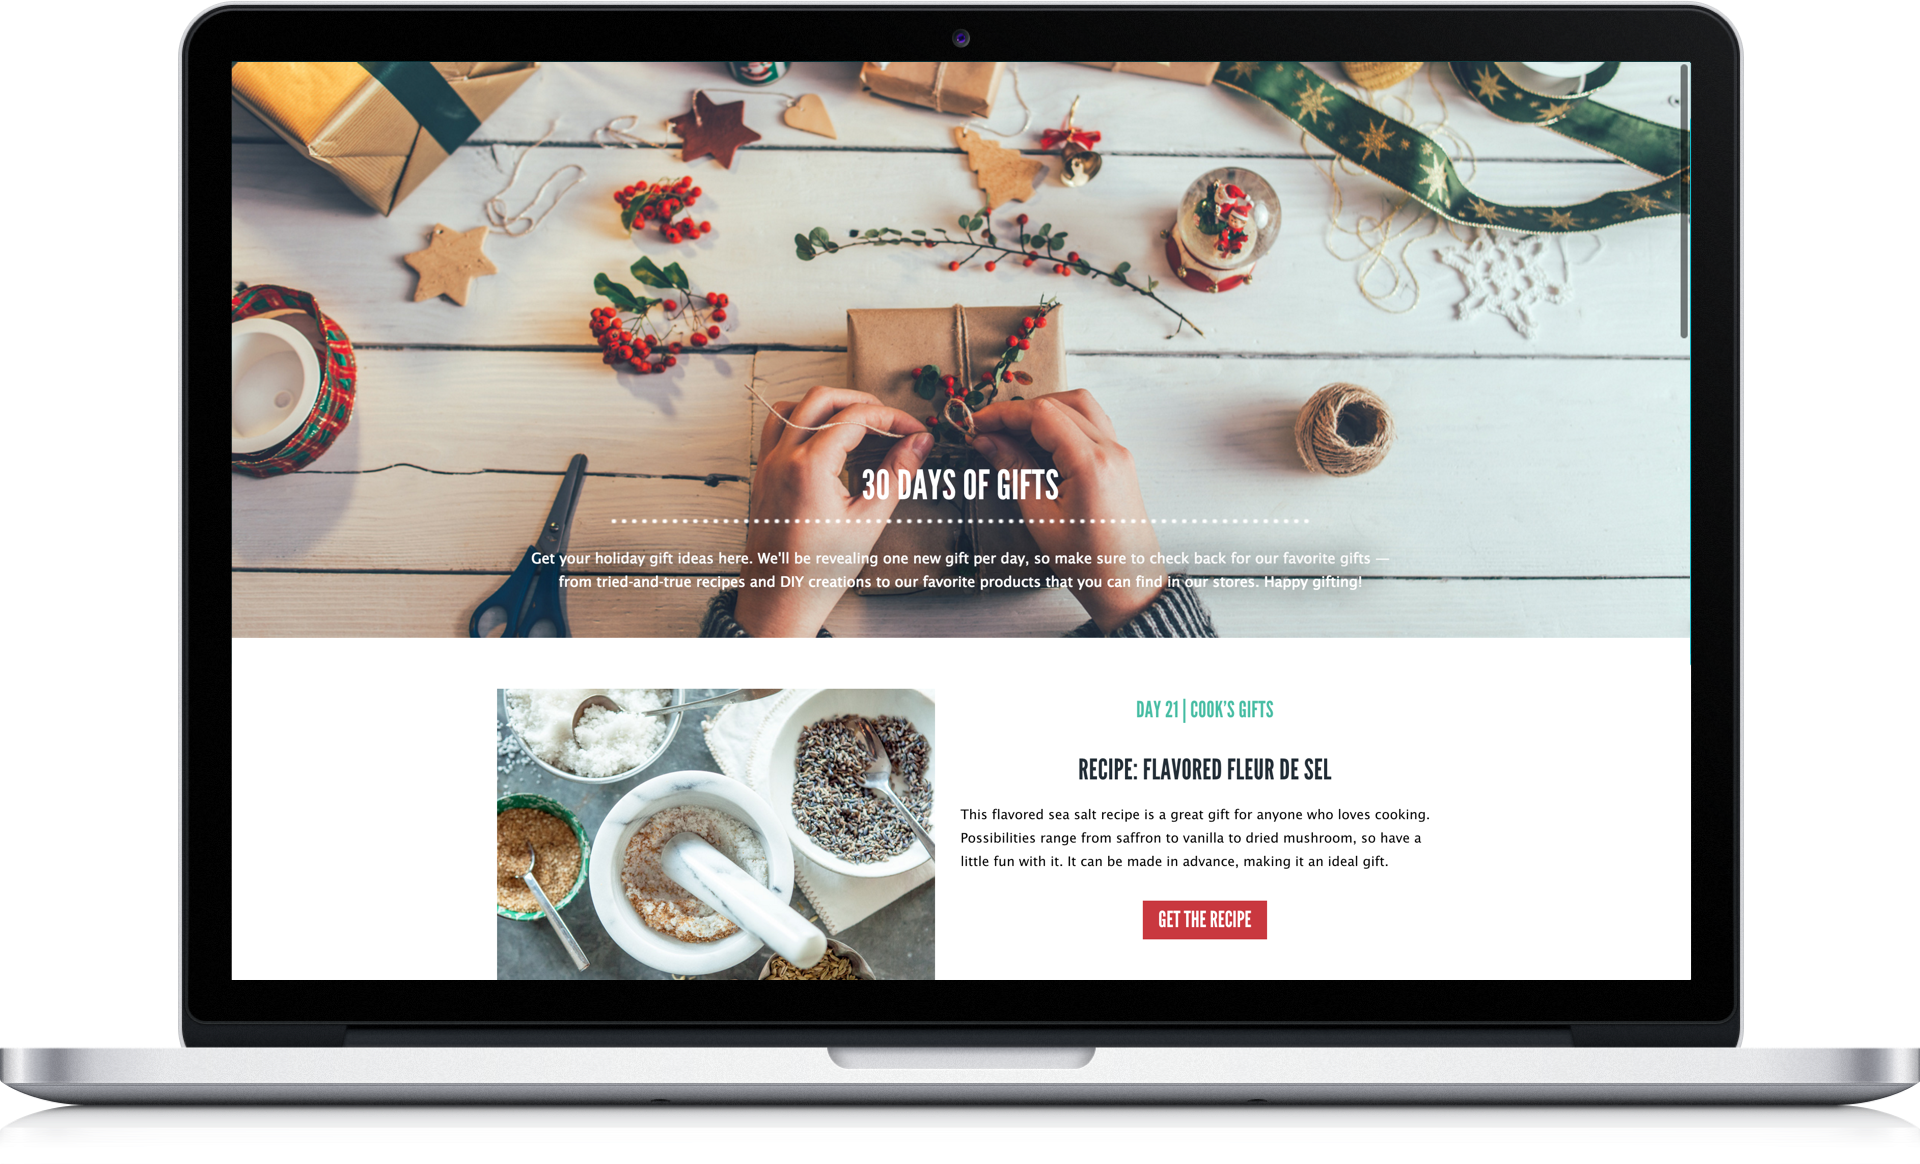 30 DAYS OF GIFTS
Get your holiday gift ideas here. We'll be revealing one new gift per day, so make sure to check back for our favorite gifts —
from tried-and-true recipes and DIY creations to our favorite products that you can find in our stores. Happy gifting!
DAY 21 | COOK'S GIFTS
RECIPE: FLAVORED FLEUR DE SEL
This flavored sea salt recipe is a great gift for anyone who loves cooking.
Possibilities range from saffron to vanilla to dried mushroom, so have a
little fun with it. It can be made in advance, making it an ideal gift.
GET THE RECIPE